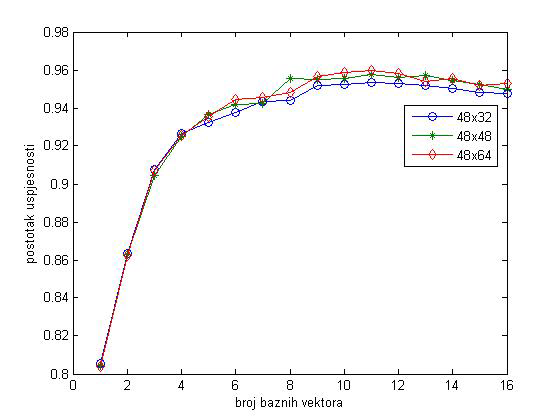 0.98
0.96
0.94
0.92
0.9
0.88
0.86
0.84
0.82
0.8
postotak uspjesnosti
48x32
48x48
48x64
0 2 4 6 8 10 12 14 16
broj baznih vektora